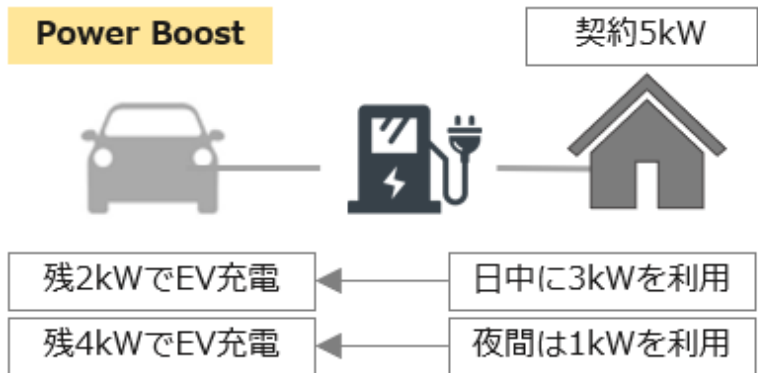 Power Boost
契約5kW
残2kWでEV充電
日中に3kWを利用
残4kWでEV充電
夜間は1kWを利用